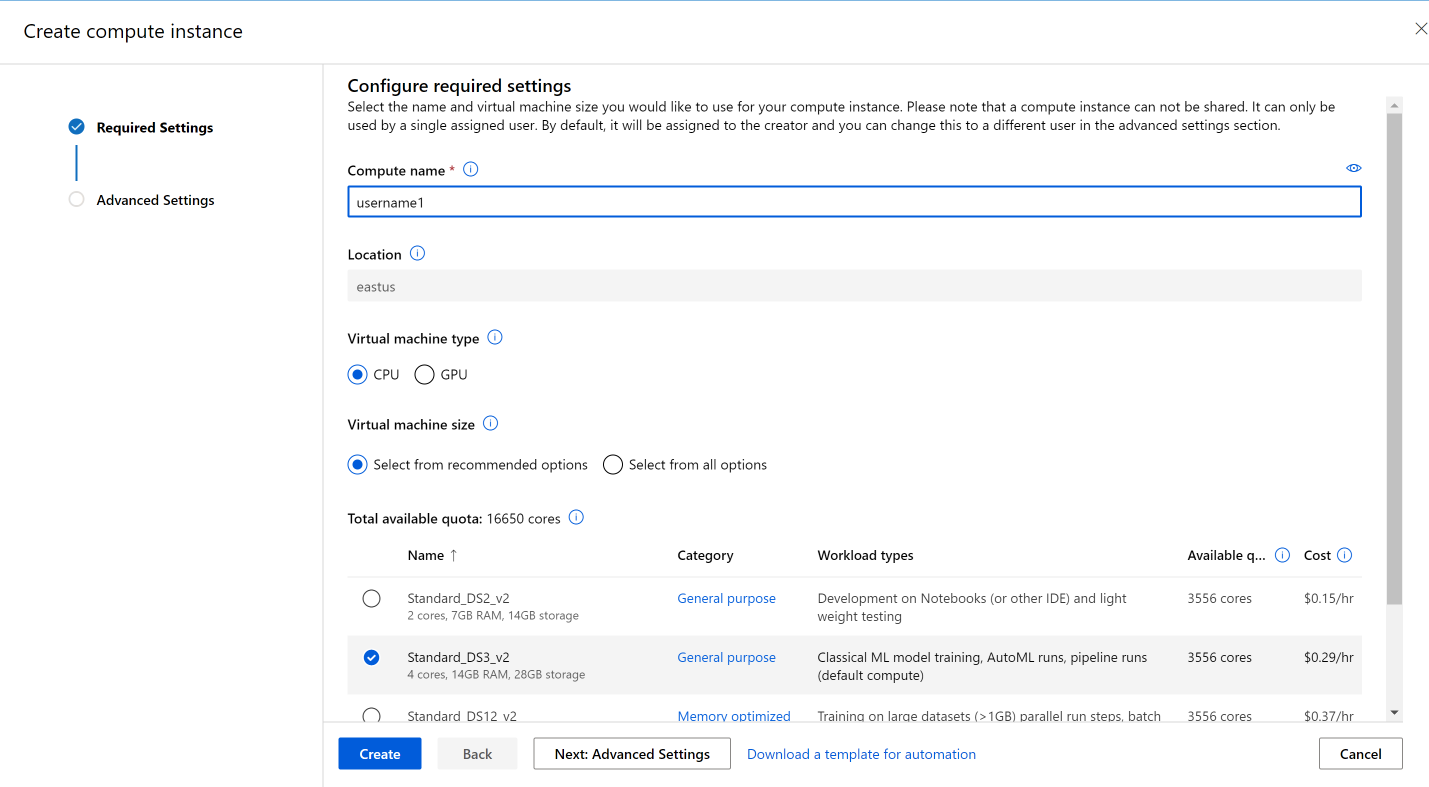 Create compute instance
Required Settings
Advanced Settings
Configure required settings
Select the name and virtual machine size you would like to use for your compute instance. Please note that a compute instance can not be shared. It can only be
used by a single assigned user. By default, it will be assigned to the creator and you can change this to a different user in the advanced settings section.
Compute name *
username1
Location
eastus
Virtual machine type
CPU GPU
Virtual machine size
Select from recommended options Select from all options
Total available quota: 16650 cores
Name ↑ Category Workload types Available q... Cost
Standard_DS2_v2 General purpose Development on Notebooks (or other IDE) and light 3556 cores $0.15/hr
2 cores, 7GB RAM, 14GB storage weight testing
Standard_DS3_v2 General purpose Classical ML model training, AutoML runs, pipeline runs 3556 cores $0.29/hr
4 cores, 14GB RAM, 28GB storage (default compute)
Standard_DS12_v2 Memory optimized Training on large datasets (>1GB) parallel run steps, batch 3556 cores $0.37/hr
Create Back Next: Advanced Settings Download a template for automation Cancel